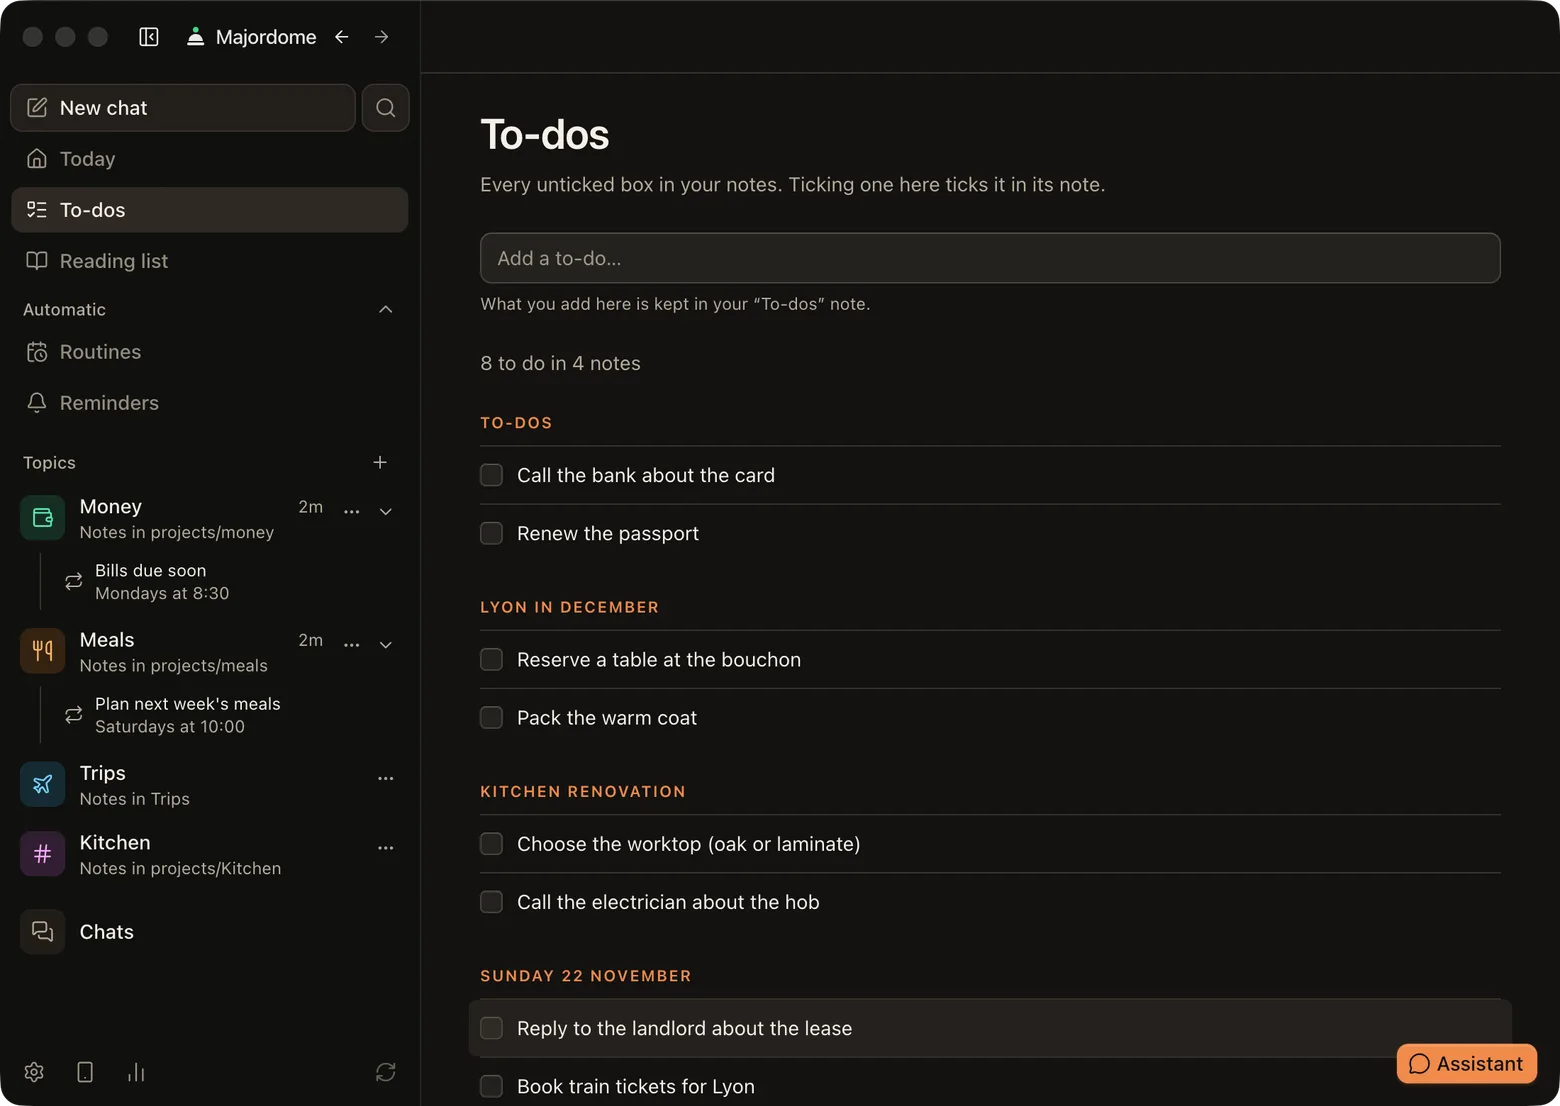 Majordome
New chat
Today
To-dos
Reading list
Automatic
Routines
Reminders
Topics
Money 2m
Notes in projects/money
Bills due soon
Mondays at 8:30
Meals 2m
Notes in projects/meals
Plan next week's meals
Saturdays at 10:00
Trips
Notes in Trips
Kitchen
Notes in projects/Kitchen
Chats
To-dos
Every unticked box in your notes. Ticking one here ticks it in its note.
Add a to-do...
What you add here is kept in your “To-dos” note.
8 to do in 4 notes
TO-DOS
Call the bank about the card
Renew the passport
LYON IN DECEMBER
Reserve a table at the bouchon
Pack the warm coat
KITCHEN RENOVATION
Choose the worktop (oak or laminate)
Call the electrician about the hob
SUNDAY 22 NOVEMBER
Reply to the landlord about the lease
Book train tickets for Lyon
Assistant